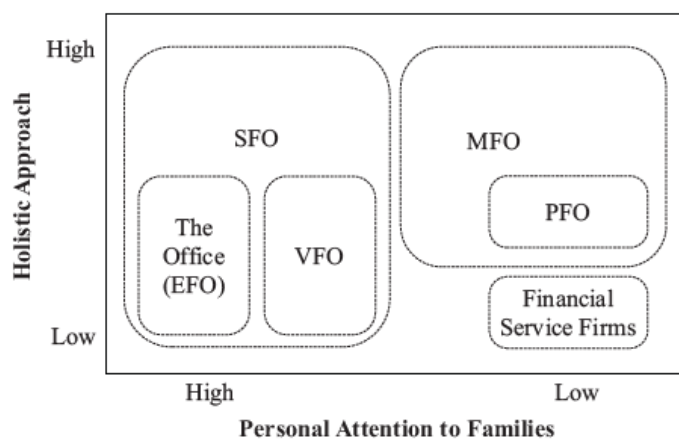 High
SFO
MFO
The
Office
(EFO)
VFO
PFO
Financial
Service Firms
Low
Holistic Approach
High
Low
Personal Attention to Families